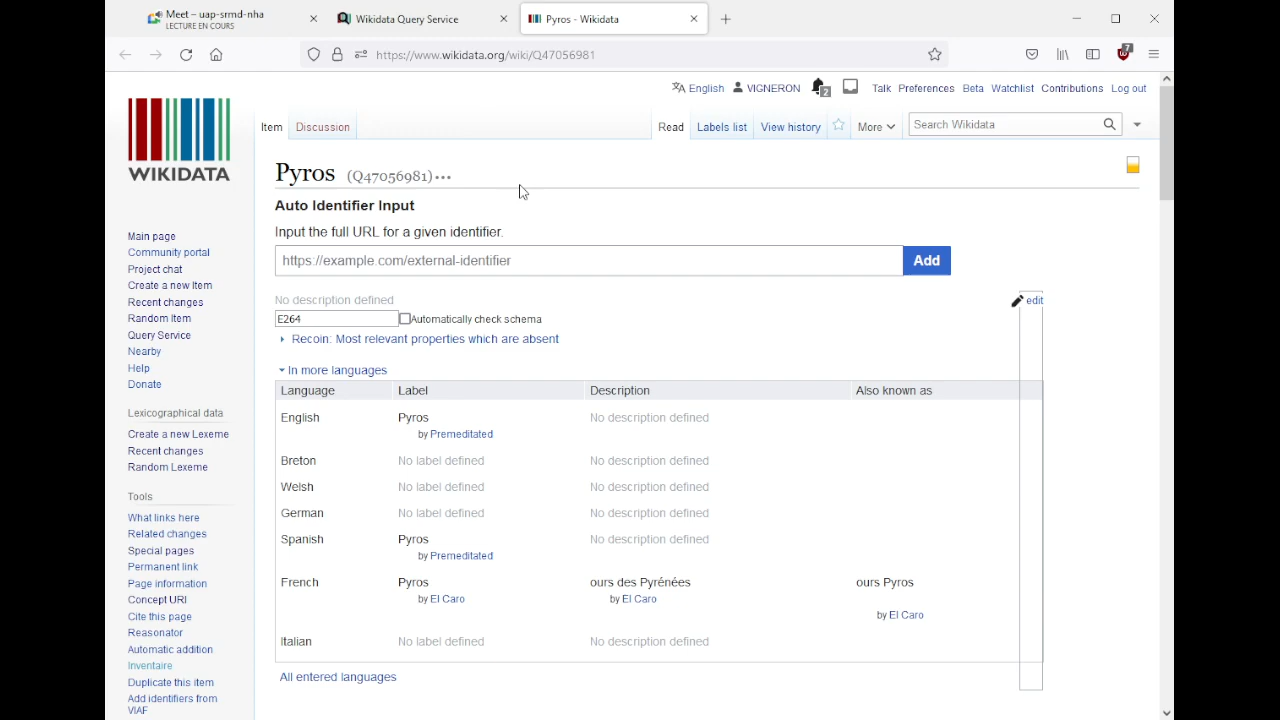 Meet – uap-srmd-nha
LECTURE EN COURS
Wikidata Query Service
Pyros - Wikidata
https://www.wikidata.org/wiki/Q47056981
7
English VIGNERON 2 Talk Preferences Beta Watchlist Contributions Log out
WIKIDATA
Item Discussion Read Labels list View history More Search Wikidata
Pyros (Q47056981)
Auto Identifier Input
Input the full URL for a given identifier.
https://example.com/external-identifier Add
No description defined
edit
E264 Automatically check schema
Recoin: Most relevant properties which are absent
In more languages
Language Label Description Also known as
English Pyros No description defined
by Premeditated
Breton No label defined No description defined
Welsh No label defined No description defined
German No label defined No description defined
Spanish Pyros No description defined
by Premeditated
French Pyros ours des Pyrénées ours Pyros
by El Caro by El Caro
by El Caro
Italian No label defined No description defined
All entered languages
Main page
Community portal
Project chat
Create a new Item
Recent changes
Random Item
Query Service
Nearby
Help
Donate
Lexicographical data
Create a new Lexeme
Recent changes
Random Lexeme
Tools
What links here
Related changes
Special pages
Permanent link
Page information
Concept URI
Cite this page
Reasonator
Automatic addition
Inventaire
Duplicate this item
Add identifiers from
VIAF